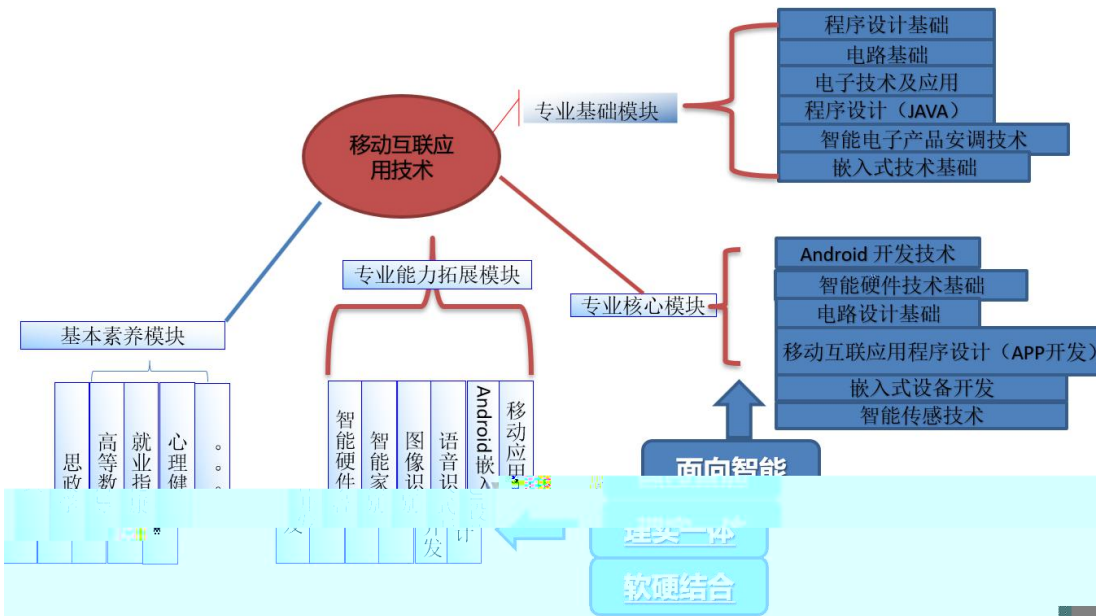 程序设计基础
电路基础
电子技术及应用
程序设计（JAVA）
智能电子产品安调技术
嵌入式技术基础
专业基础模块
移动互联应
用技术
Android 开发技术
智能硬件技术基础
电路设计基础
移动互联应用程序设计（APP开发）
嵌入式设备开发
智能传感技术
专业核心模块
专业能力拓展模块
基本素养模块
思政
高等数
就业指
心理健
。。。
智能硬件
智能家
图像识
语音识
Android嵌入
移动应用
面向智能
理实一体
软硬结合